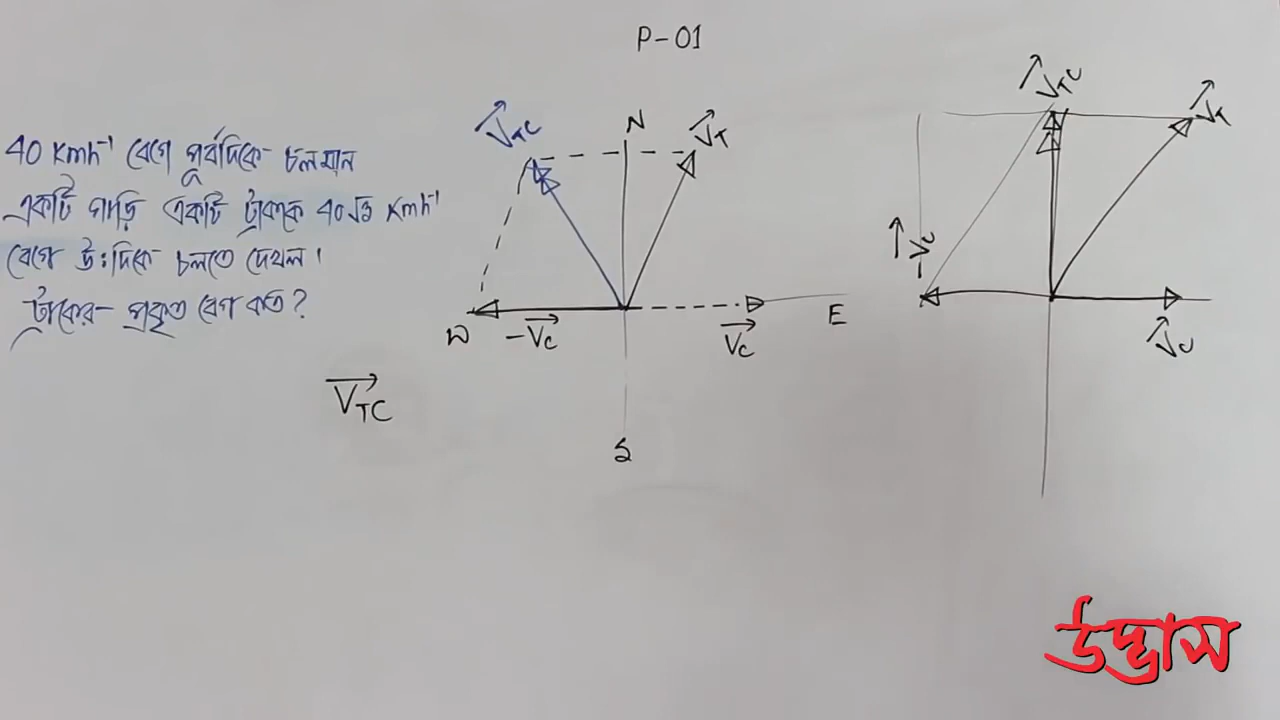 P-01
40 Kmh⁻¹ বেগে পূর্বদিকে চলমান
একটি গাড়ি একটি ট্রাককে 40√3 Kmh⁻¹
বেগে উঃদিকে চলতে দেখল।
ট্রাকের প্রকৃত বেগ কত?
V⃗TC
V⃗TC
N
V⃗T
W
-V⃗C
V⃗C
E
S
V⃗TC
V⃗T
-V⃗C
V⃗C
উদ্ভাস